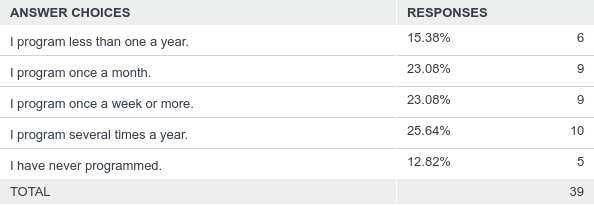 ANSWER CHOICES RESPONSES
I program less than one a year. 15.38% 6
I program once a month. 23.08% 9
I program once a week or more. 23.08% 9
I program several times a year. 25.64% 10
I have never programmed. 12.82% 5
TOTAL 39